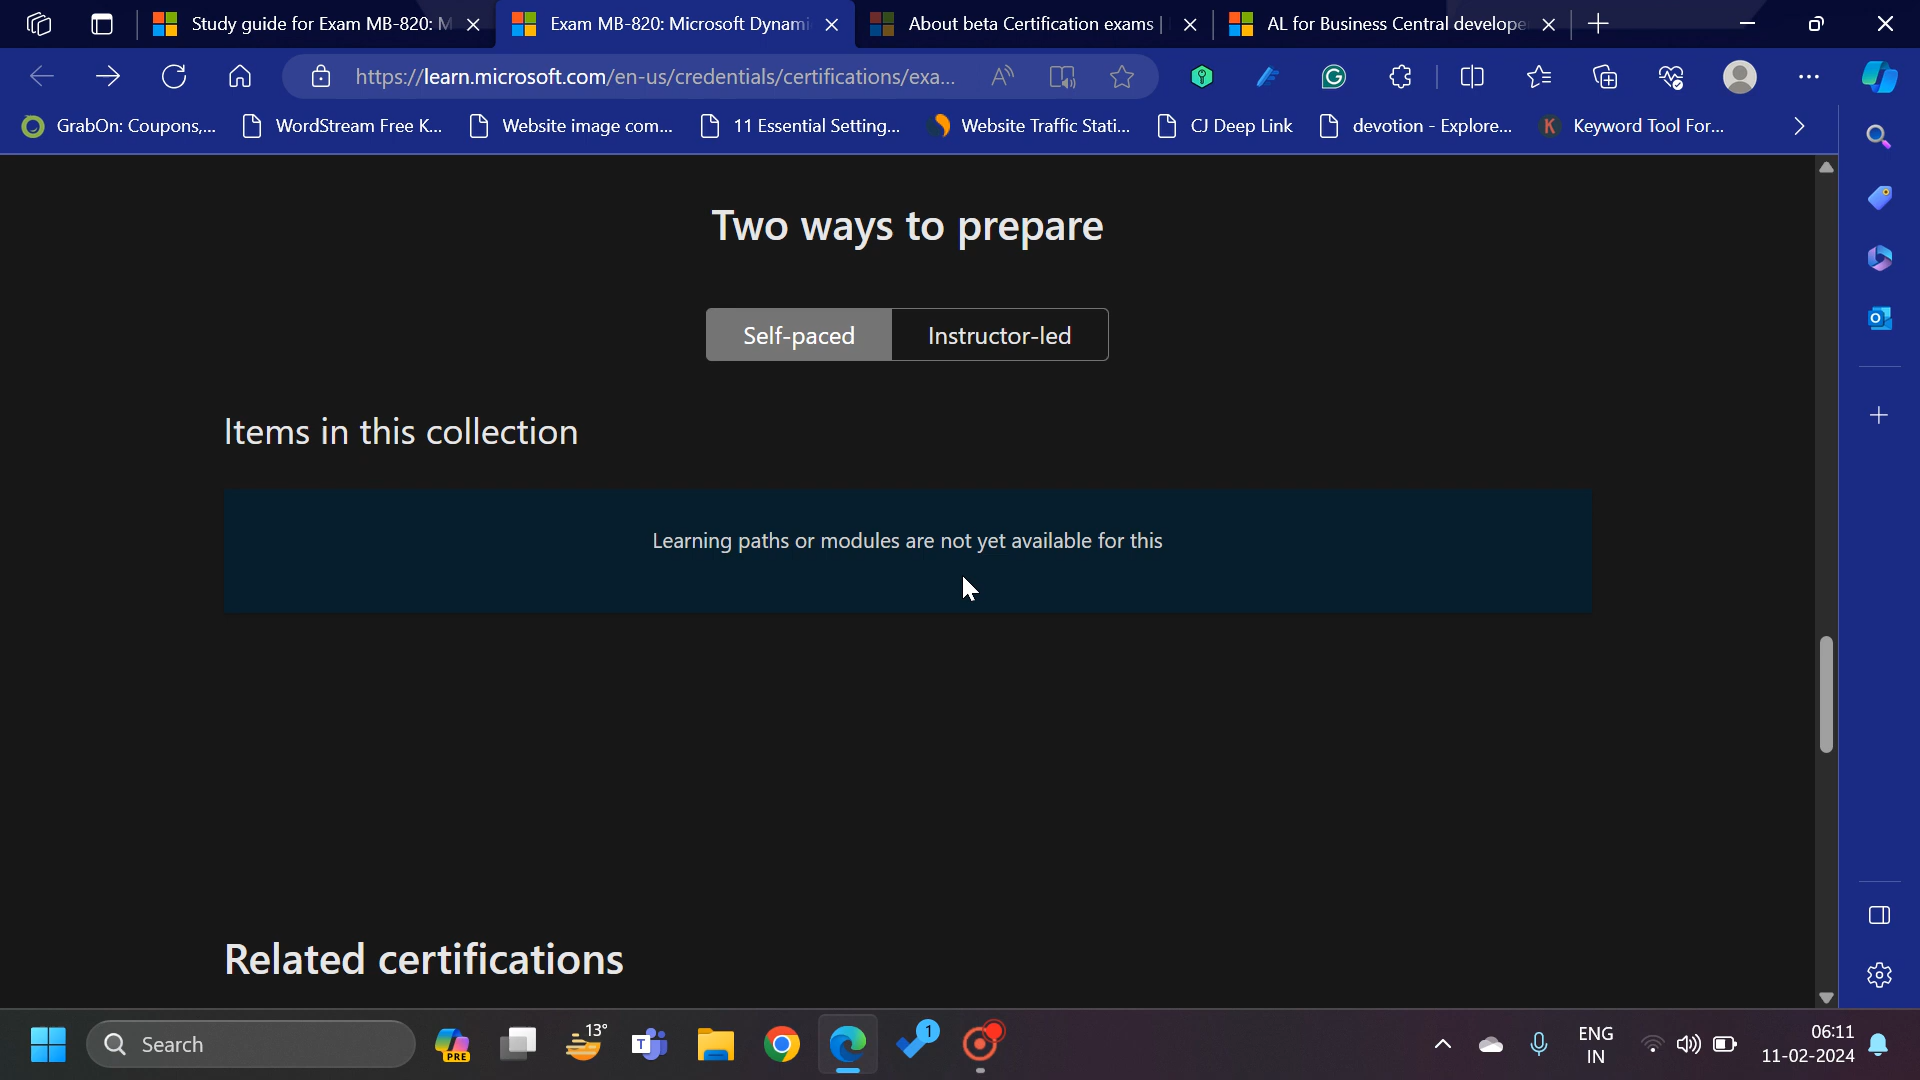 Study guide for Exam MB-820: M
Exam MB-820: Microsoft Dynami
About beta Certification exams |
AL for Business Central develope
https://learn.microsoft.com/en-us/credentials/certifications/exa...
GrabOn: Coupons,...
WordStream Free K...
Website image com...
11 Essential Setting...
Website Traffic Stati...
CJ Deep Link
devotion - Explore...
K
Keyword Tool For...
Two ways to prepare
Self-paced
Instructor-led
Items in this collection
Learning paths or modules are not yet available for this
Related certifications
Search
PRE
13°
1
ENG
IN
06:11
11-02-2024